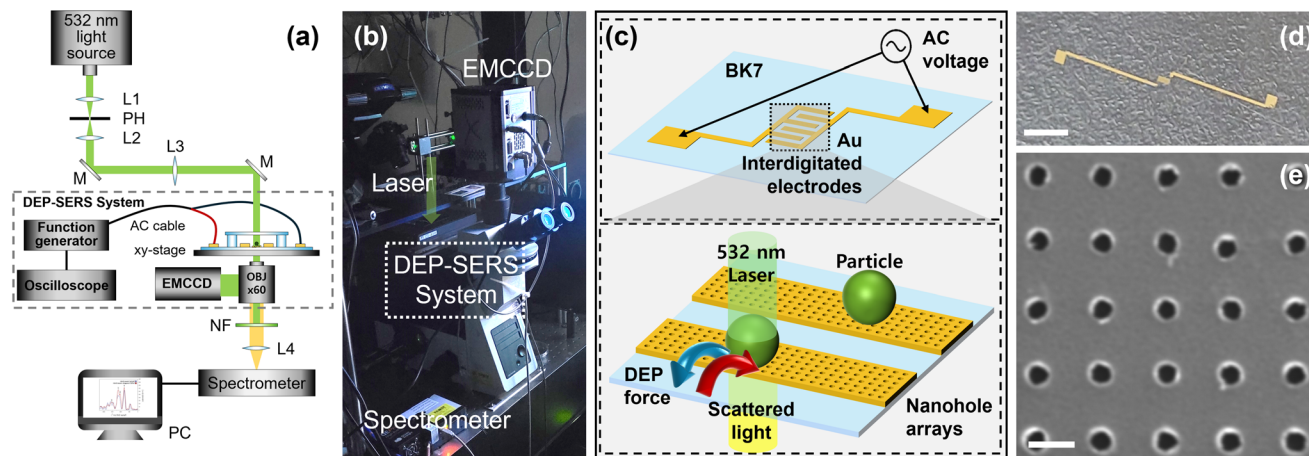 (a)
532 nm
light
source
L1
PH
L2
L3
M
M
DEP-SERS System
Function
generator
AC cable
xy-stage
Oscilloscope
EMCCD
OBJ
x60
NF
L4
Spectrometer
PC
(b)
EMCCD
Laser
DEP-SERS
System
Spectrometer
(c)
AC
voltage
BK7
Au
Interdigitated
electrodes
532 nm
Laser
Particle
DEP
force
Scattered
light
Nanohole
arrays
(d)
(e)